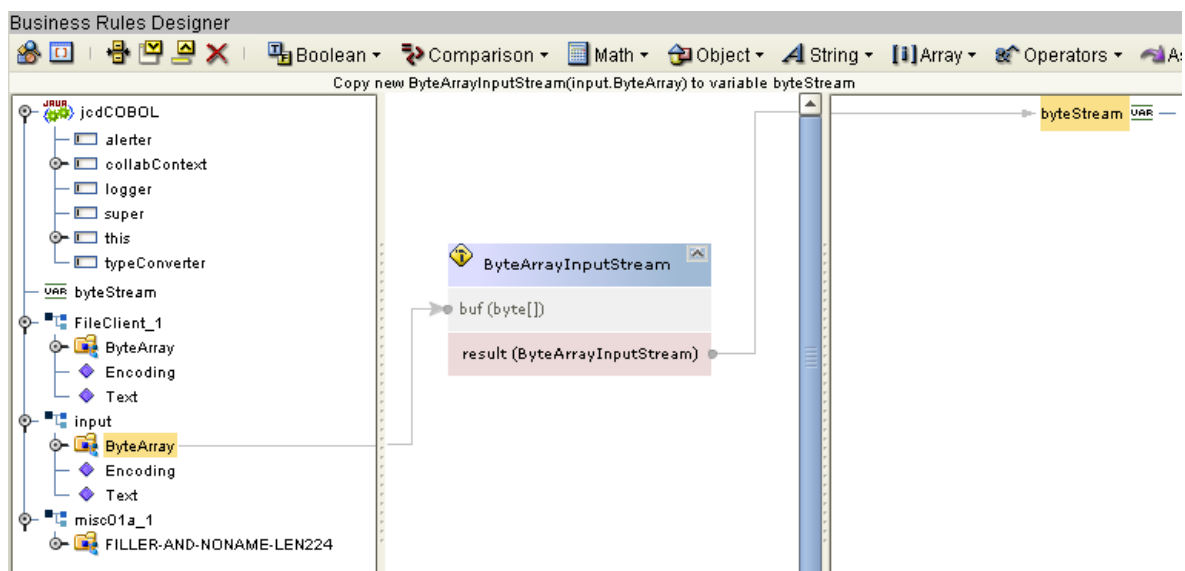 Business Rules Designer
Boolean Comparison Math Object String Array Operators As
Copy new ByteArrayInputStream(input.ByteArray) to variable byteStream
jcdCOBOL
alerter
collabContext
logger
super
this
typeConverter
VAR byteStream
FileClient_1
ByteArray
Encoding
Text
input
ByteArray
Encoding
Text
misc01a_1
FILLER-AND-NONAME-LEN224
ByteArrayInputStream
buf (byte[])
result (ByteArrayInputStream)
byteStream VAR